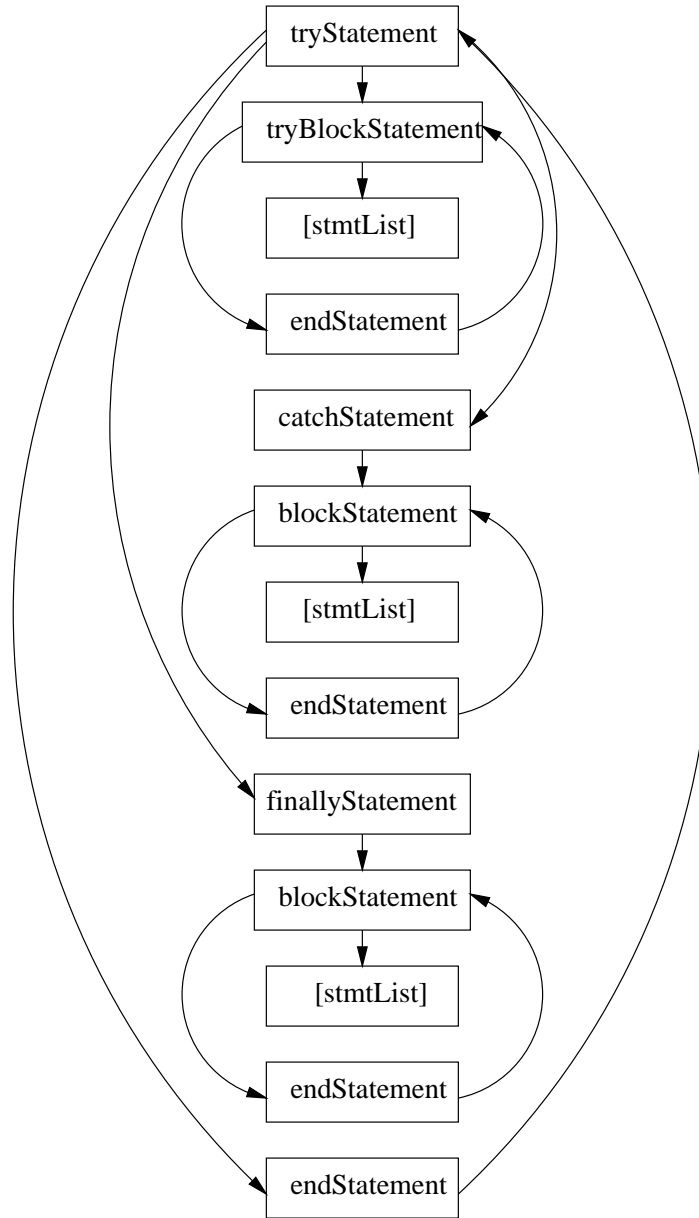 tryStatement
tryBlockStatement
[stmtList]
endStatement
catchStatement
blockStatement
[stmtList]
endStatement
finallyStatement
blockStatement
[stmtList]
endStatement
endStatement